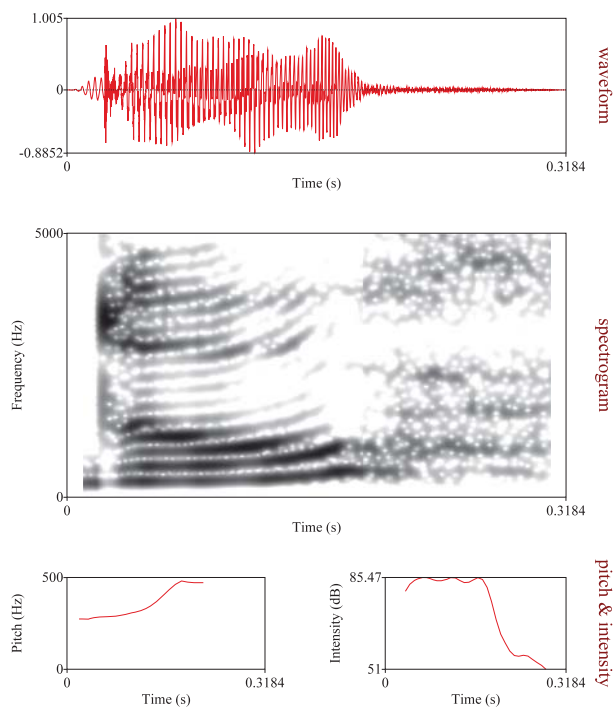 1.005
0
-0.8852
0
0.3184
Time (s)
waveform
5000
Frequency (Hz)
0
0
0.3184
Time (s)
spectrogram
500
Pitch (Hz)
0
0
0.3184
Time (s)
85.47
Intensity (dB)
51
0
0.3184
Time (s)
pitch & intensity